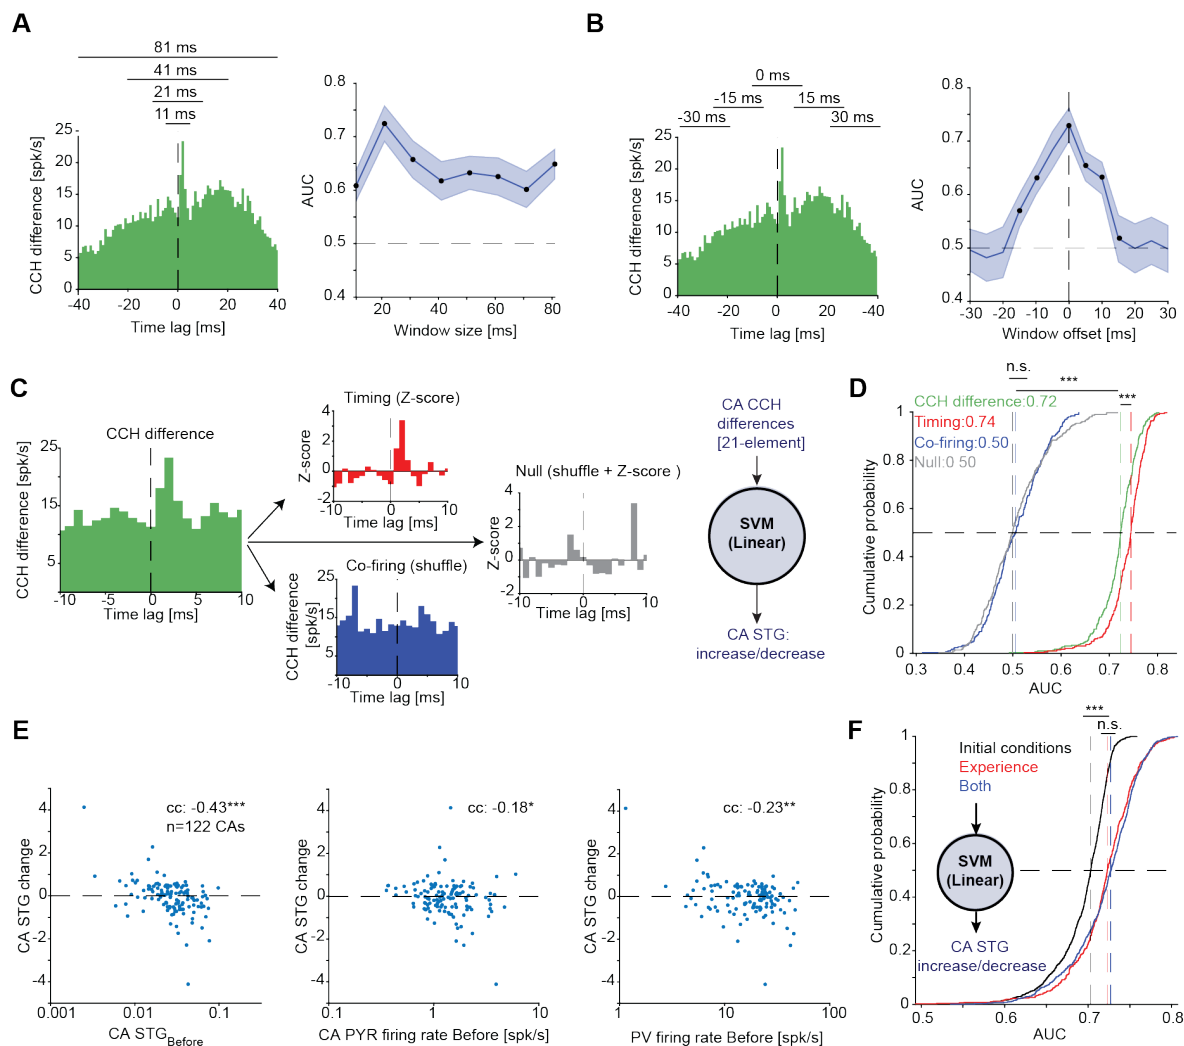 A
81 ms
41 ms
21 ms
11 ms
CCH difference [spk/s]
25
20
15
10
5
0
-40
-20
0
20
40
Time lag [ms]
AUC
0.8
0.7
0.6
0.5
0.4
20
40
60
80
Window size [ms]
B
0 ms
-15 ms
15 ms
-30 ms
30 ms
CCH difference [spk/s]
25
20
15
10
5
0
-40
-20
0
20
-40
Time lag [ms]
AUC
0.8
0.7
0.6
0.5
0.4
-30
-20
-10
0
10
20
30
Window offset [ms]
C
CCH difference
CCH difference [spk/s]
25
15
5
-10
-5
0
5
10
Time lag [ms]
Timing (Z-score)
Z-score
4
2
0
-2
-10
0
10
Time lag [ms]
Co-firing (shuffle)
CCH difference
[spk/s]
25
15
5
-10
0
10
Time lag [ms]
Null (shuffle + Z-score )
Z-score
4
2
0
-2
-10
0
10
Time lag [ms]
CA CCH
differences
[21-element]
SVM
(Linear)
CA STG:
increase/decrease
D
n.s.
***
***
CCH difference:0.72
Timing:0.74
Co-firing:0.50
Null:0 50
Cumulative probability
1
0.8
0.6
0.4
0.2
0
0.3
0.4
0.5
0.6
0.7
0.8
AUC
E
CA STG change
4
2
0
-2
-4
cc: -0.43***
n=122 CAs
0.001
0.01
0.1
CA STG Before
CA STG change
4
2
0
-2
-4
cc: -0.18*
0.1
1
10
CA PYR firing rate Before [spk/s]
CA STG change
4
2
0
-2
-4
cc: -0.23**
1
10
100
PV firing rate Before [spk/s]
F
***
n.s.
Initial conditions
Experience
Both
SVM
(Linear)
CA STG
increase/decrease
Cumulative probability
1
0.8
0.6
0.4
0.2
0
0.5
0.6
0.7
0.8
AUC